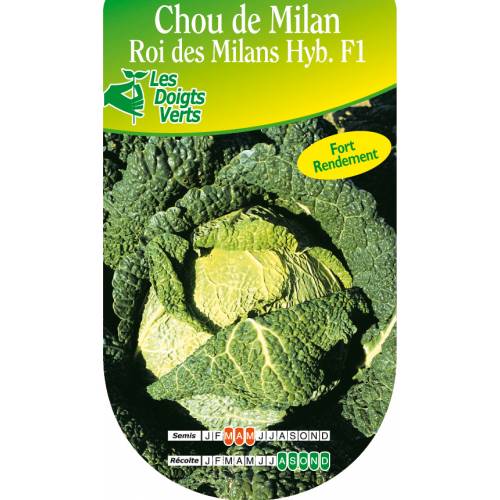 Chou de Milan
Roi des Milans Hyb. F1
Les
Doigts
Verts
Fort
Rendement
Semis J F M A M J J A S O N D
Récolte J F M A M J J A S O N D